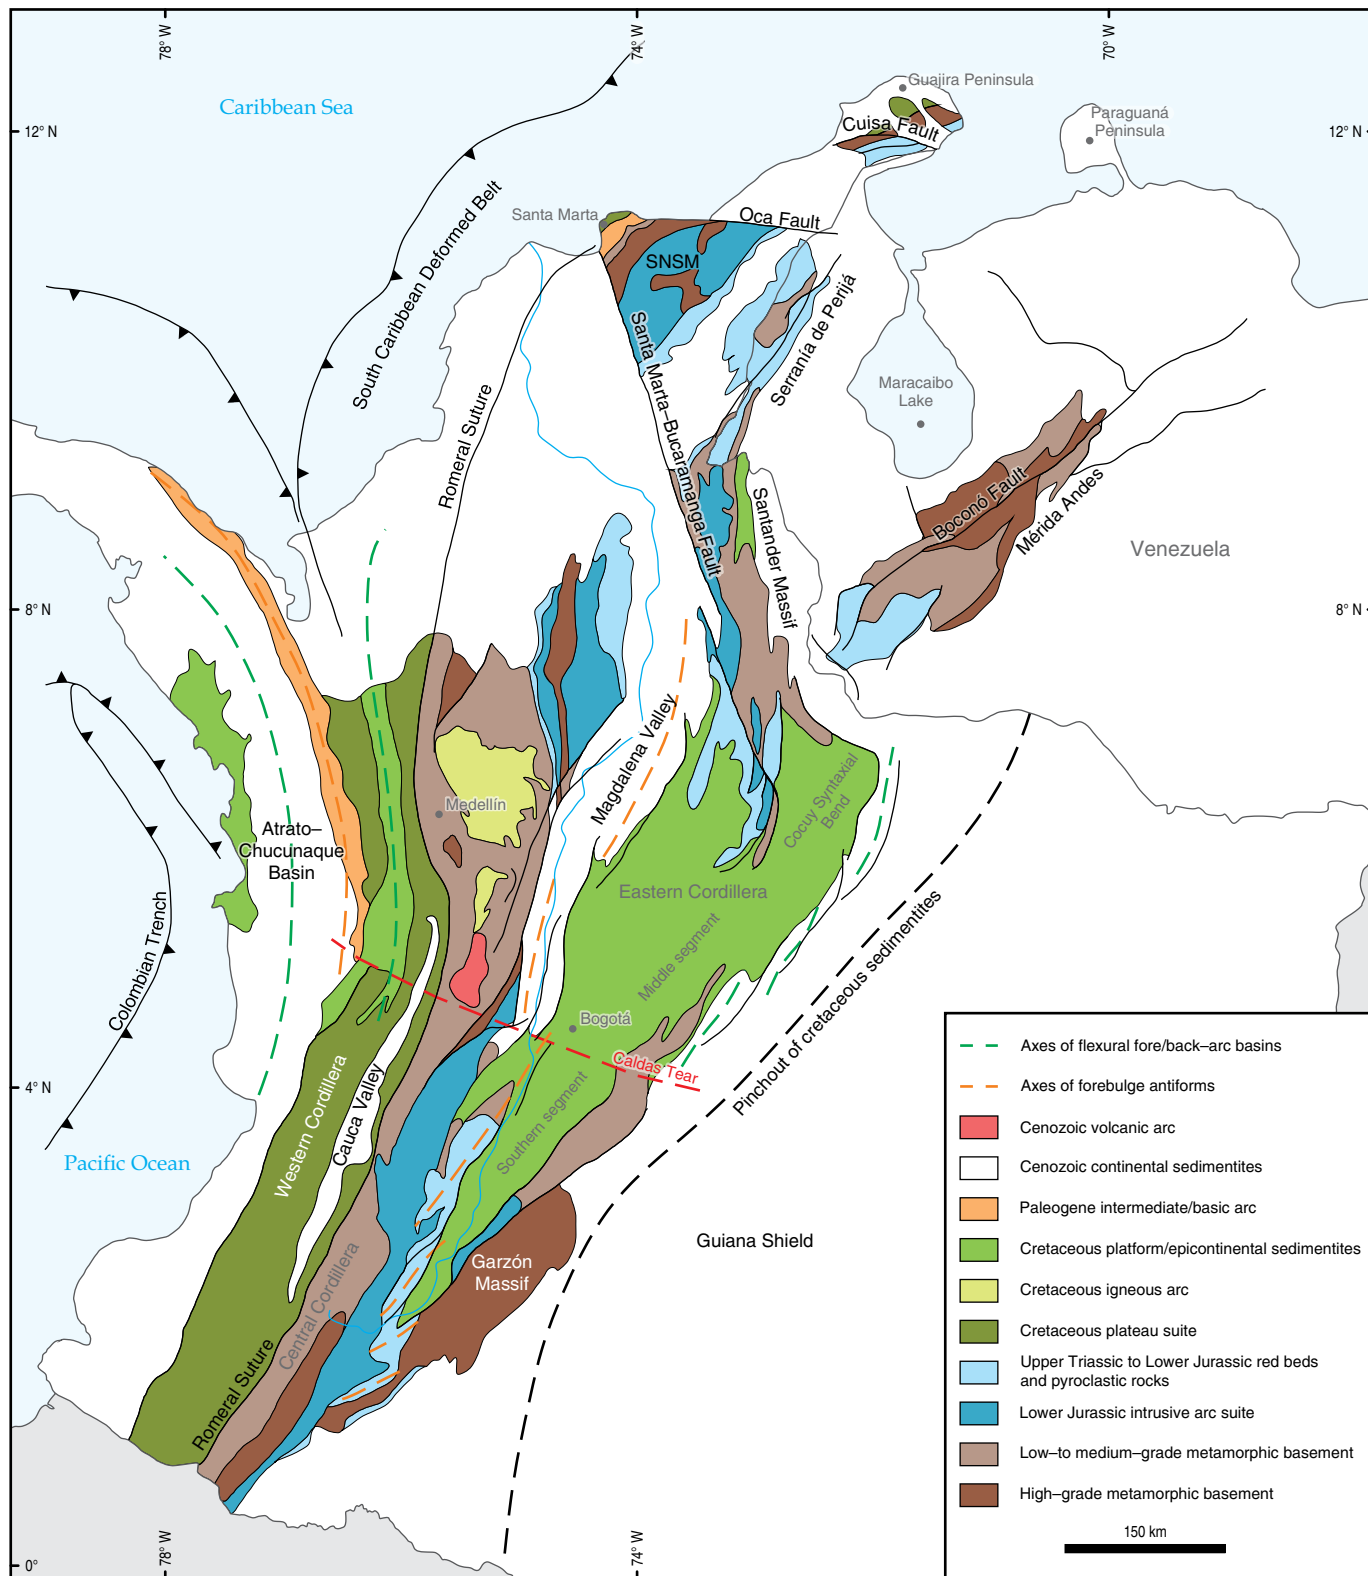 78° W
74° W
70° W
Caribbean Sea
Guajira Peninsula
12° N
Cuisa Fault
Paraguaná
Peninsula
12° N
Santa Marta
Oca Fault
South Caribbean Deformed Belt
SNSM
Serranía de Perijá
Santa Marta–Bucaramanga Fault
Maracaibo
Lake
Romeral Suture
Boconó Fault
Mérida Andes
Santander Massif
Venezuela
8° N
8° N
Magdalena Valley
Medellín
Cocuy Syntaxial
Bend
Atrato–
Chucunaque
Basin
Eastern Cordillera
Colombian Trench
Middle segment
Pinchout of cretaceous sedimentites
Bogotá
Caldas Tear
4° N
Western Cordillera
Cauca Valley
Southern segment
Pacific Ocean
Guiana Shield
Garzón
Massif
Central Cordillera
Romeral Suture
0°
78° W
74° W
Axes of flexural fore/back–arc basins
Axes of forebulge antiforms
Cenozoic volcanic arc
Cenozoic continental sedimentites
Paleogene intermediate/basic arc
Cretaceous platform/epicontinental sedimentites
Cretaceous igneous arc
Cretaceous plateau suite
Upper Triassic to Lower Jurassic red beds
and pyroclastic rocks
Lower Jurassic intrusive arc suite
Low–to medium–grade metamorphic basement
High–grade metamorphic basement
150 km